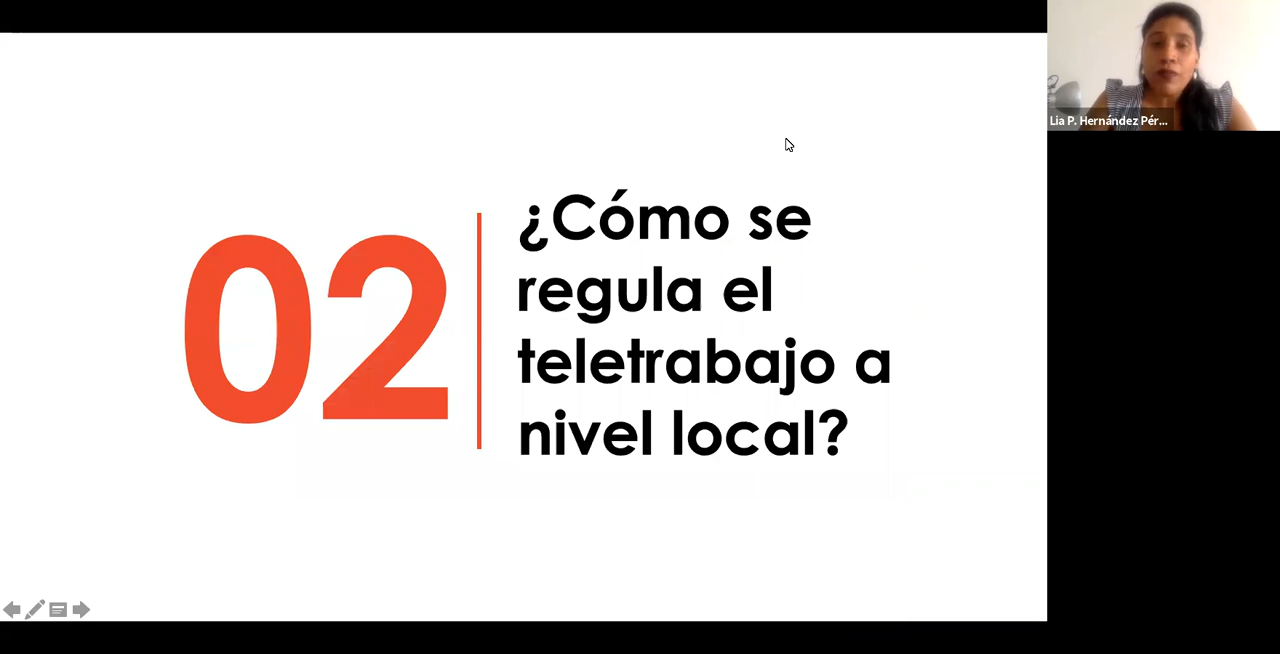 02
¿Cómo se
regula el
teletrabajo a
nivel local?
Lia P. Hernández Pér...